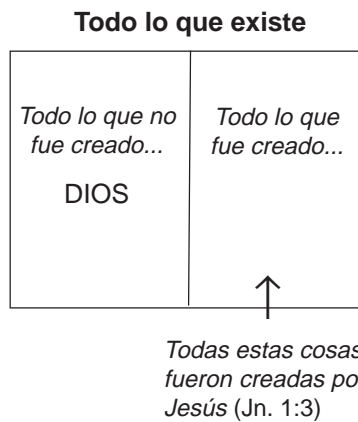 Todo lo que existe
Todo lo que no
fue creado...
DIOS
Todo lo que
fue creado...
Todas estas cosas
fueron creadas po
Jesús (Jn. 1:3)